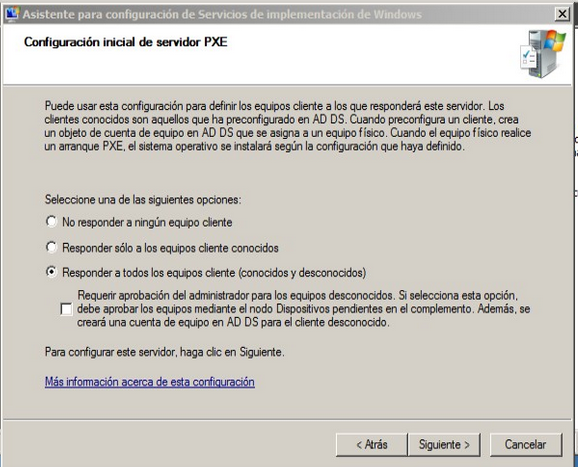 Asistente para configuración de Servicios de implementación de Windows
Configuración inicial de servidor PXE
Puede usar esta configuración para definir los equipos cliente a los que responderá este servidor. Los
clientes conocidos son aquellos que ha preconfigurado en AD DS. Cuando preconfigura un cliente, crea
un objeto de cuenta de equipo en AD DS que se asigna a un equipo físico. Cuando el equipo físico realice
un arranque PXE, el sistema operativo se instalará según la configuración que haya definido.
Seleccione una de las siguientes opciones:
No responder a ningún equipo cliente
Responder sólo a los equipos cliente conocidos
Responder a todos los equipos cliente (conocidos y desconocidos)
Requerir aprobación del administrador para los equipos desconocidos. Si selecciona esta opción,
debe aprobar los equipos mediante el nodo Dispositivos pendientes en el complemento. Además, se
creará una cuenta de equipo en AD DS para el cliente desconocido.
Para configurar este servidor, haga clic en Siguiente.
Más información acerca de esta configuración
< Atrás
Siguiente >
Cancelar